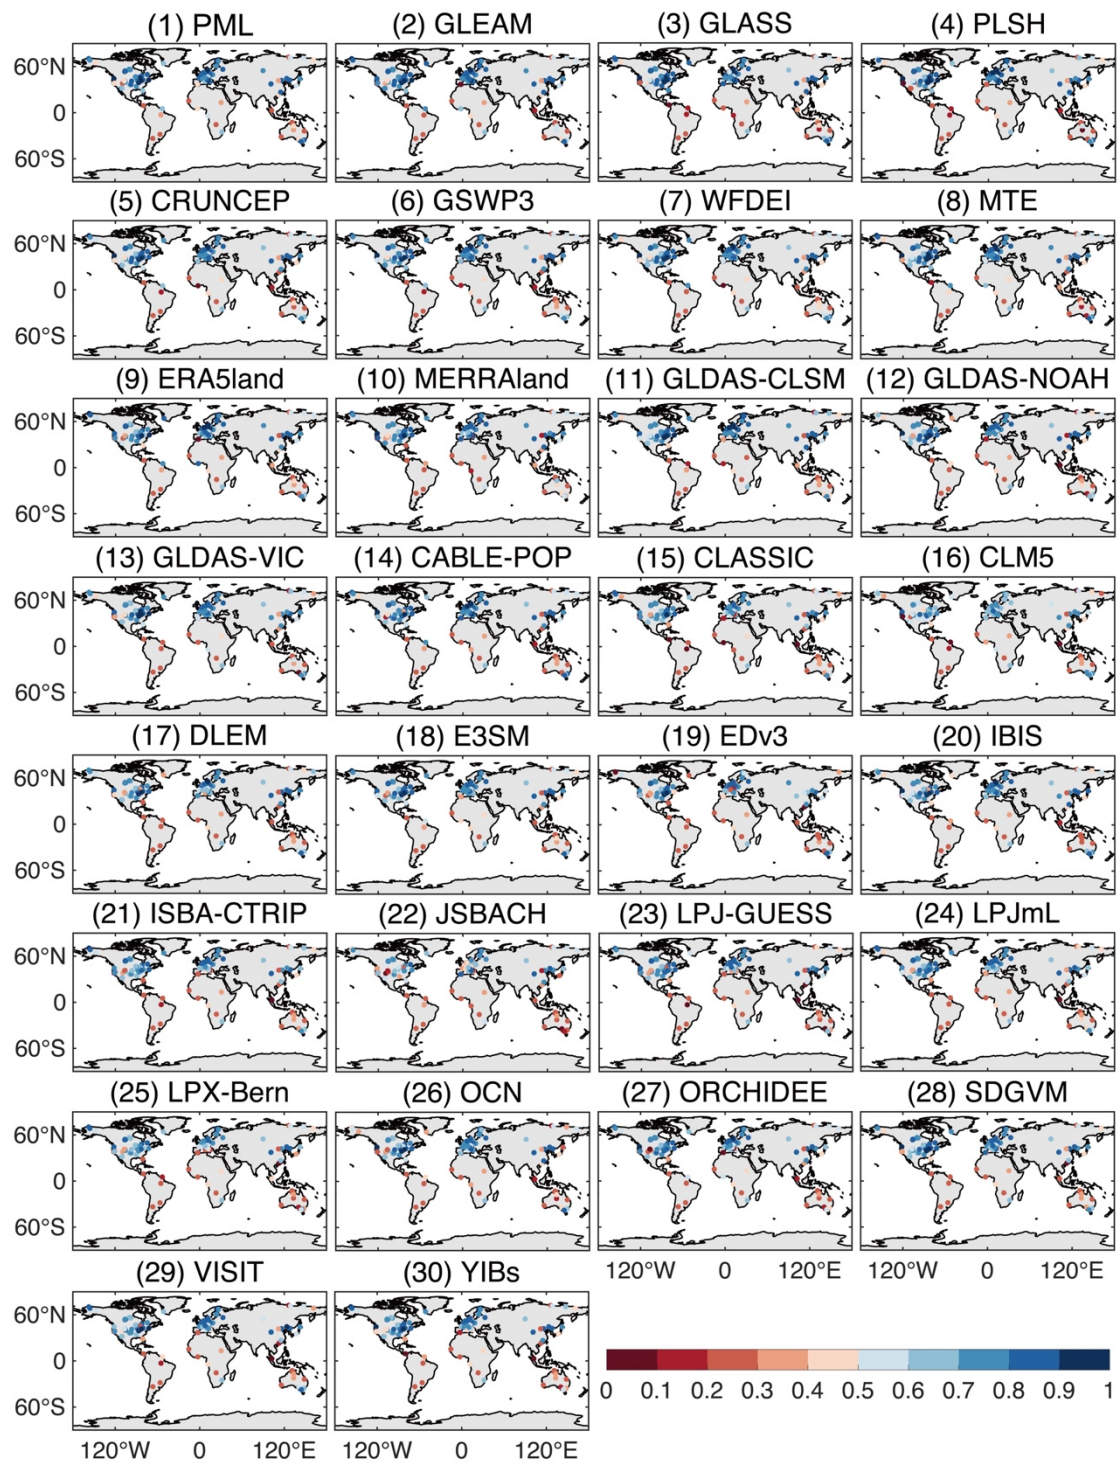 (1) PML (2) GLEAM (3) GLASS (4) PLSH
60°N
0
60°S
(5) CRUNCEP (6) GSWP3 (7) WFDEI (8) MTE
60°N
0
60°S
(9) ERA5land (10) MERRAland (11) GLDAS-CLSM (12) GLDAS-NOAH
60°N
0
60°S
(13) GLDAS-VIC (14) CABLE-POP (15) CLASSIC (16) CLM5
60°N
0
60°S
(17) DLEM (18) E3SM (19) EDv3 (20) IBIS
60°N
0
60°S
(21) ISBA-CTRIP (22) JSBACH (23) LPJ-GUESS (24) LPJmL
60°N
0
60°S
(25) LPX-Bern (26) OCN (27) ORCHIDEE (28) SDGVM
60°N
0
60°S
120°W 0 120°E 120°W 0 120°E
(29) VISIT (30) YIBs
60°N
0
60°S
0 0.1 0.2 0.3 0.4 0.5 0.6 0.7 0.8 0.9 1
120°W 0 120°E 120°W 0 120°E